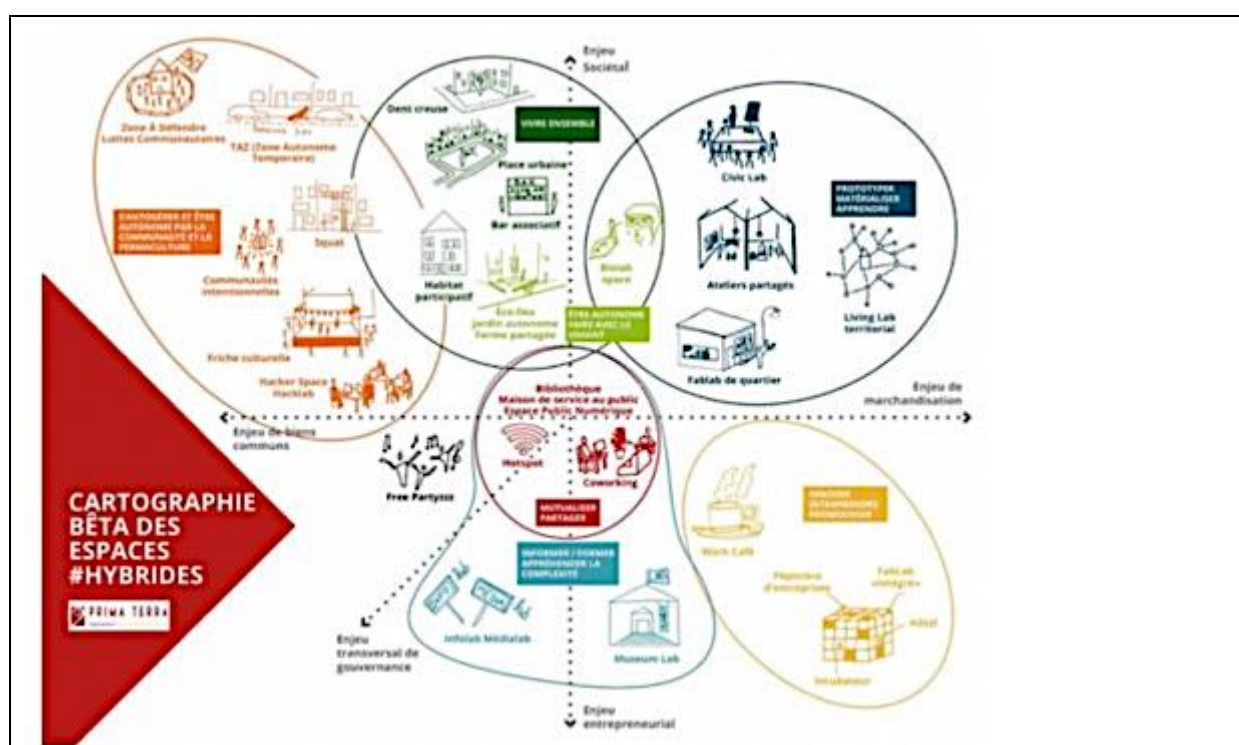 Enjeu
Sociétal
Zone À Défendre
Luttes Communautaires
TAZ (Zone Autonome
Temporaire)
Dent creuse
VIVRE ENSEMBLE
Place urbaine
Bar associatif
Civic Lab
PROTOTYPER
MATÉRIALISER
APPRENDRE
S'AUTOGÉRER ET ÊTRE
AUTONOME PAR LA
COMMUNAUTÉ ET LA
PERMACULTURE
Squat
Communautés
intentionnelles
Habitat
participatif
Biolab
space
Ateliers partagés
Living Lab
territorial
Éco-lieu
Jardin autonome
Ferme partagée
ÊTRE AUTONOME
FAIRE AVEC LE
VIVANT
Friche culturelle
Fablab de quartier
Hacker Space
Hacklab
Bibliothèque
Maison de service au public
Espace Public Numérique
Enjeu de
marchandisation
Enjeu de biens
communs
Hotspot
Coworking
Free Partyzzz
MUTUALISER
PARTAGER
Work Café
INNOVER
ENTREPRENDRE
CARTOGRAPHIE
BÊTA DES
ESPACES
#HYBRIDES
PRIMA TERRA
INFORMER /
APPRÉHENDER LA
COMPLEXITÉ
Pépinière
d'entreprises
FabLab
«intégré»
Hôtel
Incubateur
Infolab Médialab
Museum Lab
Enjeu
transversal de
gouvernance
Enjeu
entrepreneurial